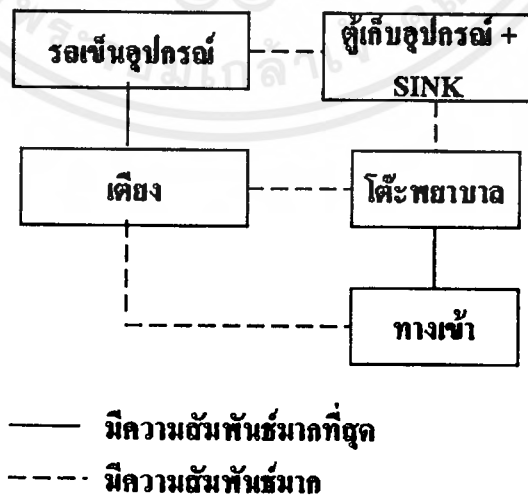 รถเข็นอุปกรณ์
ตู้เก็บอุปกรณ์ +
SINK
เตียง
โต๊ะพยาบาล
ทางเข้า
มีความสัมพันธ์มากที่สุด
มีความสัมพันธ์มาก